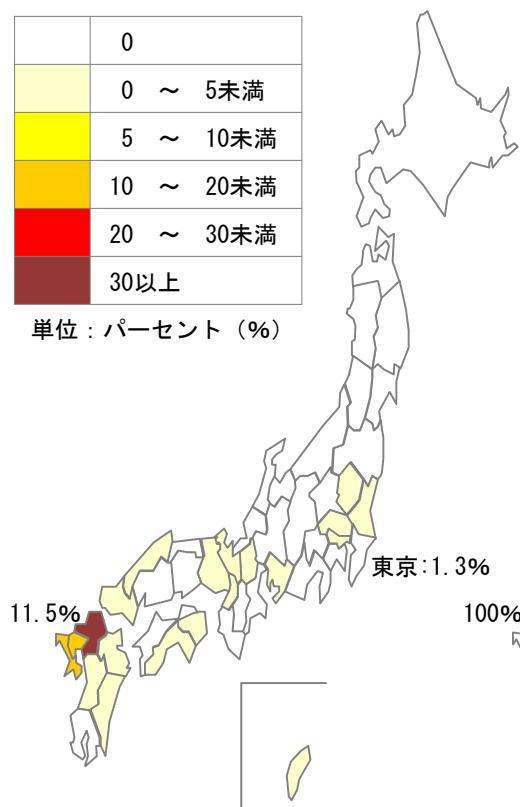 0
0 ～ 5未満
5 ～ 10未満
10 ～ 20未満
20 ～ 30未満
30以上
単位：パーセント（%）
東京:1.3%
11.5%
100%